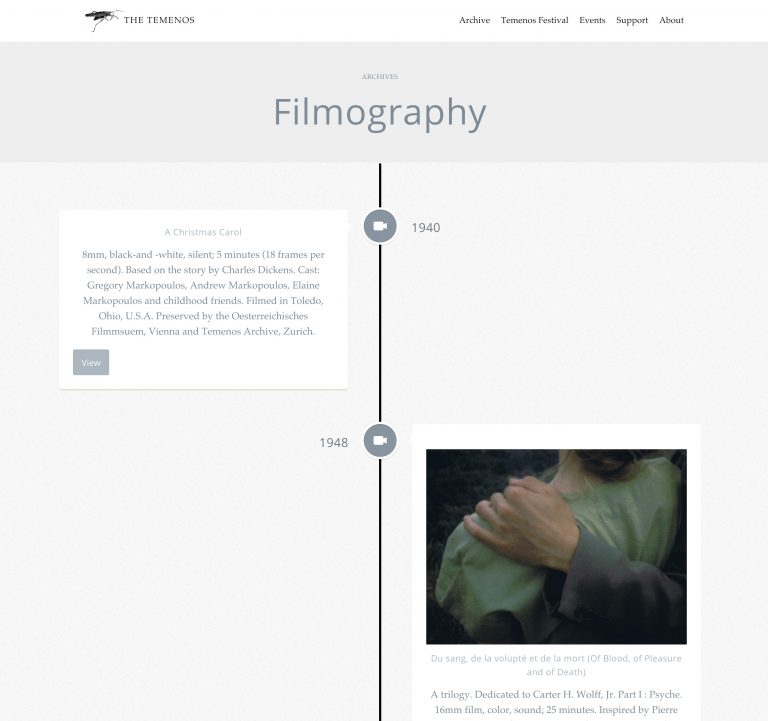 THE TEMENOS
Archive Temenos Festival Events Support About
ARCHIVES
Filmography
A Christmas Carol
8mm, black-and -white, silent; 5 minutes (18 frames per
second). Based on the story by Charles Dickens. Cast:
Gregory Markopoulos, Andrew Markopoulos, Elaine
Markopoulos and childhood friends. Filmed in Toledo,
Ohio, U.S.A. Preserved by the Oesterreichisches
Filmmsuem, Vienna and Temenos Archive, Zurich.
View
1940
1948
Du sang, de la volupté et de la mort (Of Blood, of Pleasure
and of Death)
A trilogy. Dedicated to Carter H. Wolff, Jr. Part I : Psyche.
16mm film, color, sound; 25 minutes. Inspired by Pierre